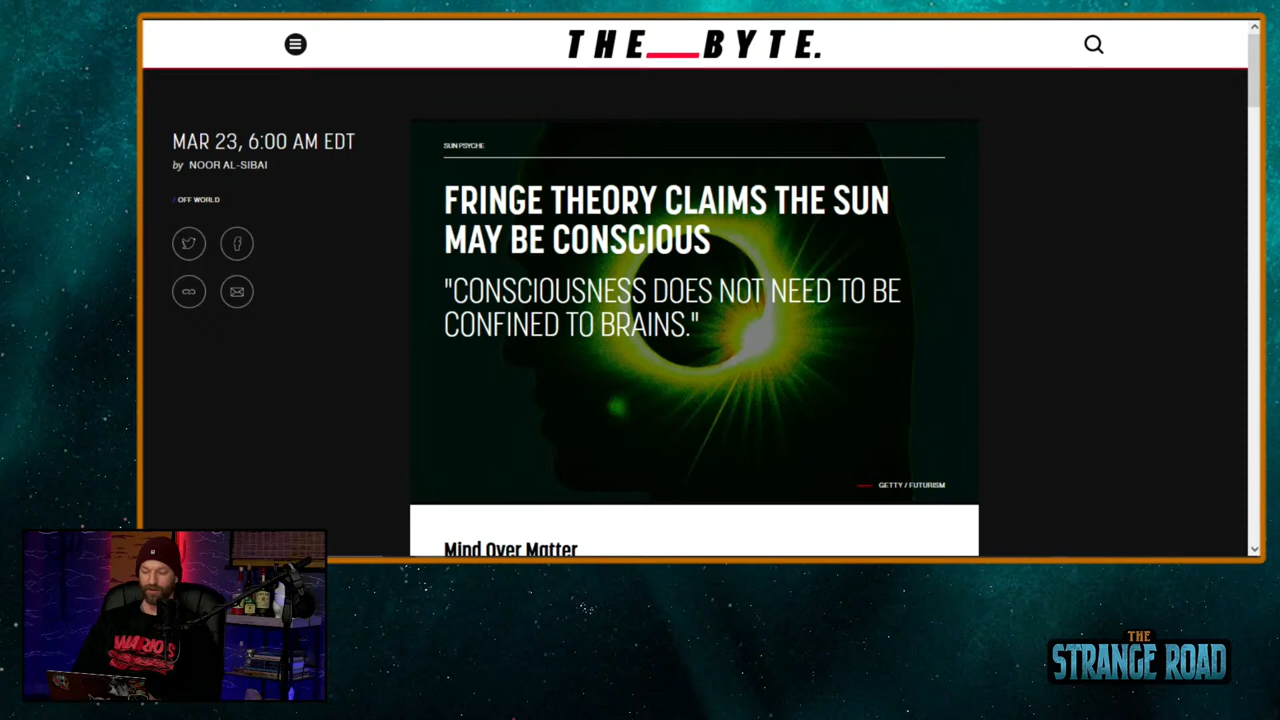 THE__BYTE.
MAR 23, 6:00 AM EDT
by NOOR AL-SIBAI
/ OFF WORLD
SUN PSYCHE
FRINGE THEORY CLAIMS THE SUN
MAY BE CONSCIOUS
"CONSCIOUSNESS DOES NOT NEED TO BE
CONFINED TO BRAINS."
GETTY / FUTURISM
Mind Over Matter
WARIOS
THE
STRANGE ROAD